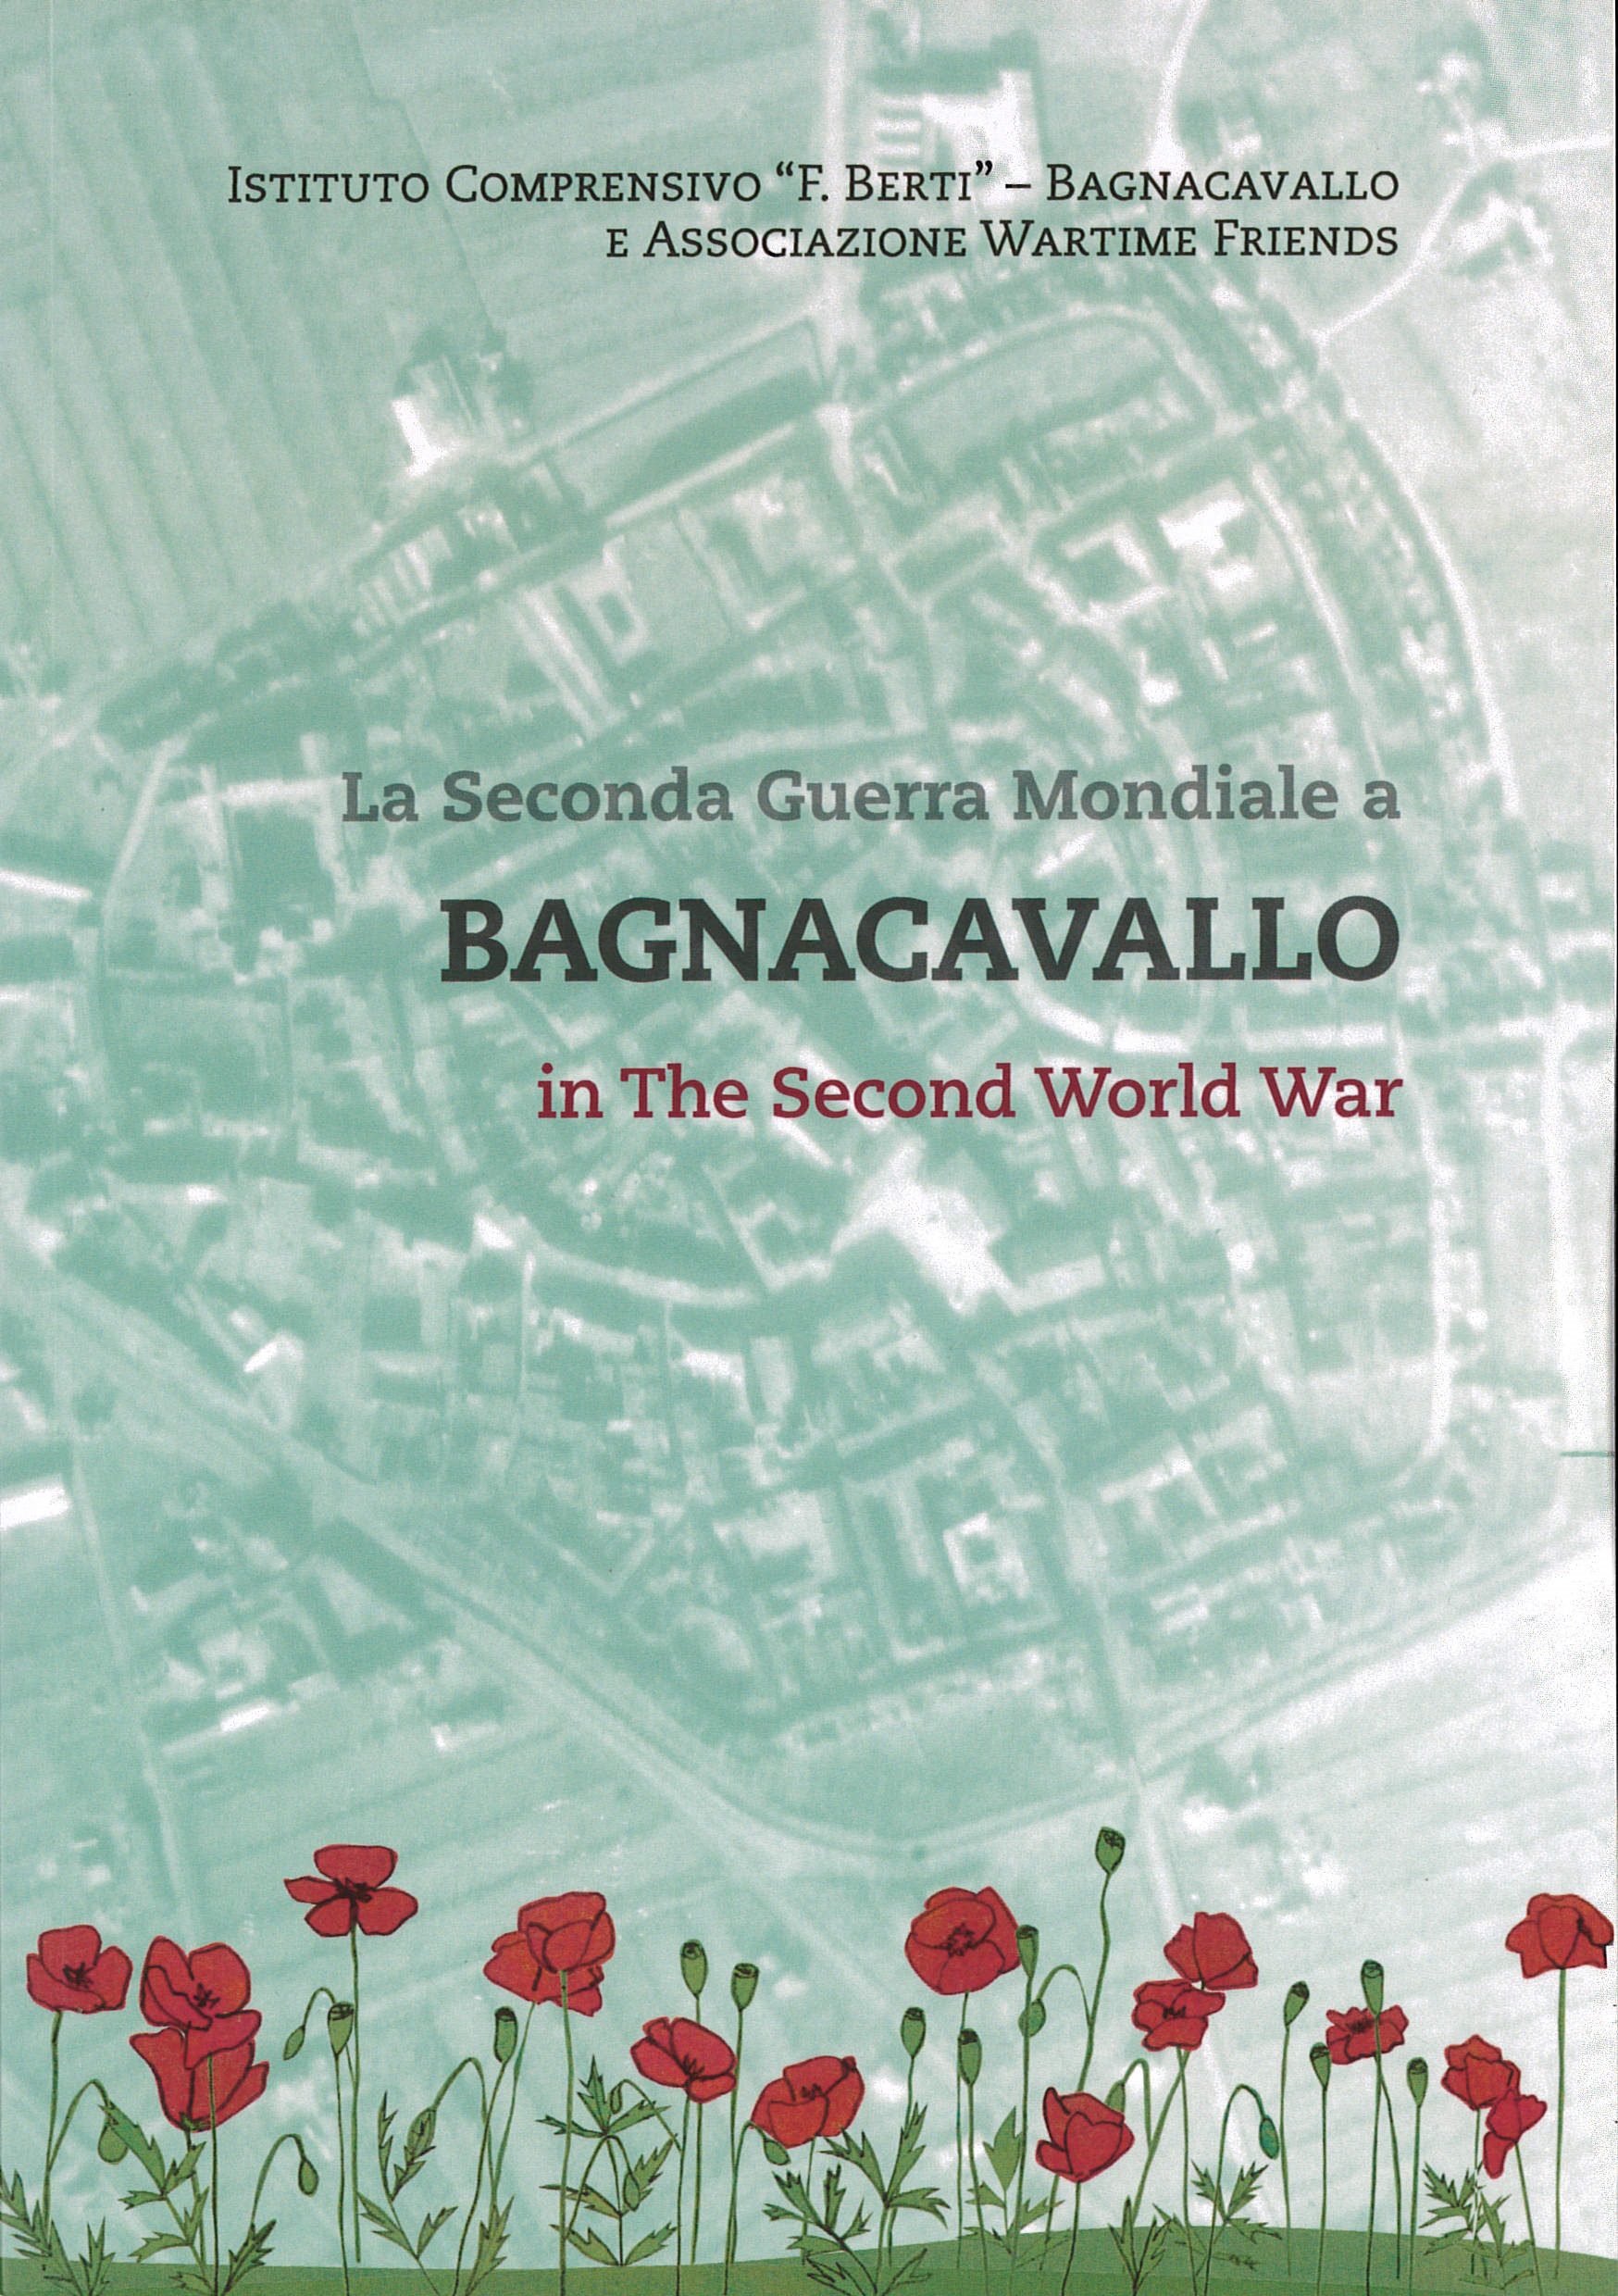 Istituto Comprensivo “F. Berti” – Bagnacavallo
e Associazione Wartime Friends
La Seconda Guerra Mondiale a
BAGNACAVALLO
in The Second World War